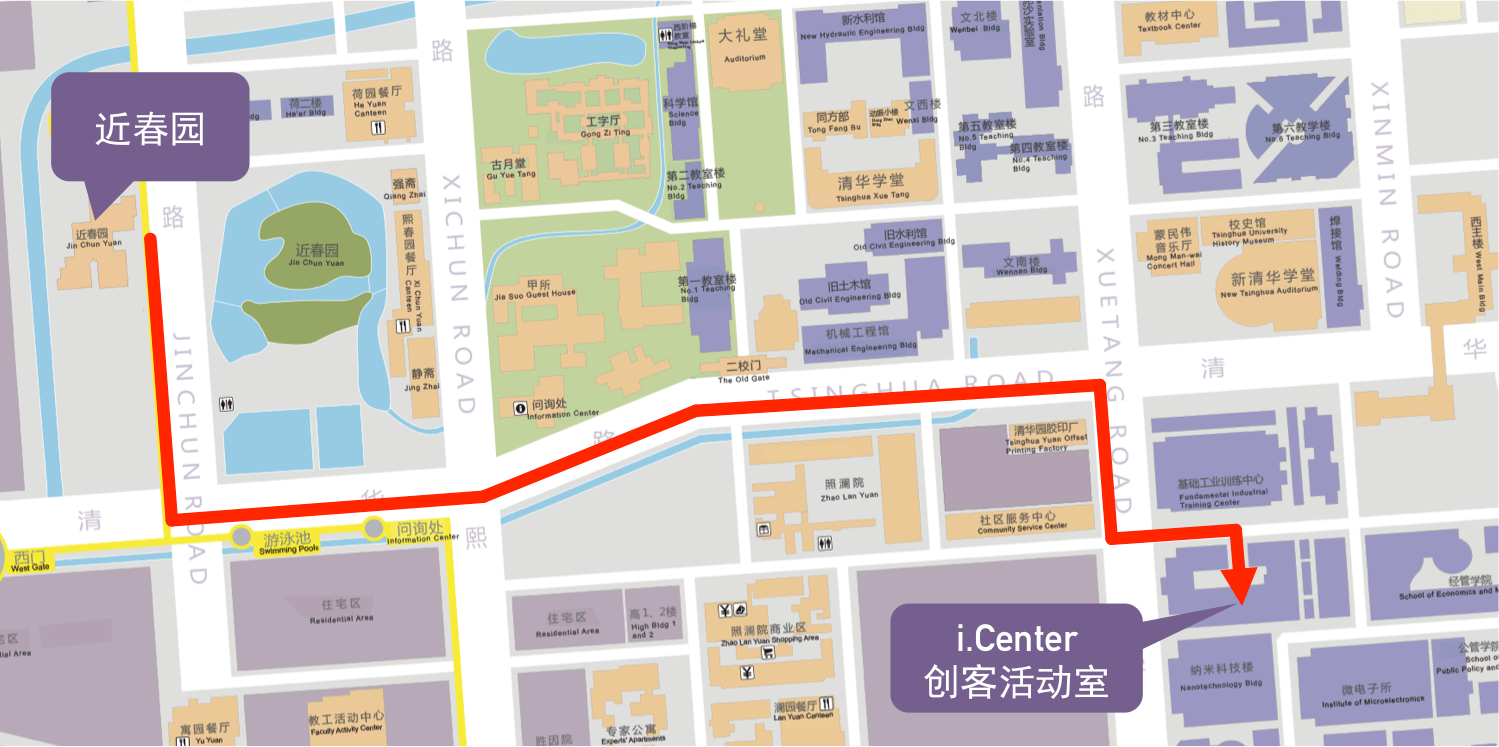 近春园
近春园
Jin Chun Yuan
荷二楼
He'er Bldg
荷园餐厅
He Yuan
Canteen
路
路
工字厅
Gong Zi Ting
古月堂
Gu Yue Tang
西阶梯
教室
科学馆
Science
Bldg
第二教室楼
No.2 Teaching
Bldg
大礼堂
Auditorium
新水利馆
New Hydraulic Engineering Bldg
同方部
Tong Fang Bu
文西楼
Wenxi Bldg
清华学堂
Tsinghua Xue Tang
文北楼
Wenbei Bldg
第五教室楼
No.5 Teaching
Bldg
第四教室楼
No.4 Teaching
Bldg
路
教材中心
Textbook Center
第三教室楼
No.3 Teaching Bldg
第六教学楼
No.6 Teaching Bldg
XINMIN ROAD
强斋
Qiang Zhai
近春园
Jin Chun Yuan
熙春园餐厅
Xi Chun Yuan
Canteen
静斋
Jing Zhai
XICHUN ROAD
JINCHUN ROAD
甲所
Jia Suo Guest House
第一教室楼
No.1 Teaching
Bldg
问询处
Information Center
二校门
The Old Gate
旧水利馆
Old Civil Engineering Bldg
旧土木馆
Old Civil Engineering Bldg
机械工程馆
Mechanical Engineering Bldg
文南楼
Wennan Bldg
TSINGHUA ROAD
XUETANG ROAD
蒙民伟
音乐厅
Mong Man-wai
Concert Hall
校史馆
Tsinghua University
History Museum
新清华学堂
New Tsinghua Auditorium
焊接馆
Welding Bldg
西主楼
West Main Bldg
清
华
路
华
清
熙
清华园胶印厂
Tsinghua Yuan Offset
Printing Factory
照澜院
Zhao Lan Yuan
社区服务中心
Community Service Center
基础工业训练中心
Fundamental Industrial
Training Center
西门
West Gate
游泳池
Swimming Pools
问询处
Information Center
住宅区
Residential Area
住宅区
Residential Area
高1、2楼
High Bldg 1
and 2
照澜院商业区
Zhao Lan Yuan Shopping Area
澜园餐厅
Lan Yuan Canteen
寓园餐厅
Yu Yuan
教工活动中心
Faculty Activity Center
胜因院
专家公寓
Experts' Apartments
i.Center
创客活动室
纳米科技楼
Nanotechnology Bldg
微电子所
Institute of Microelectronics
经管学院
School of Economics and M
公管学院
School o
Public Policy and